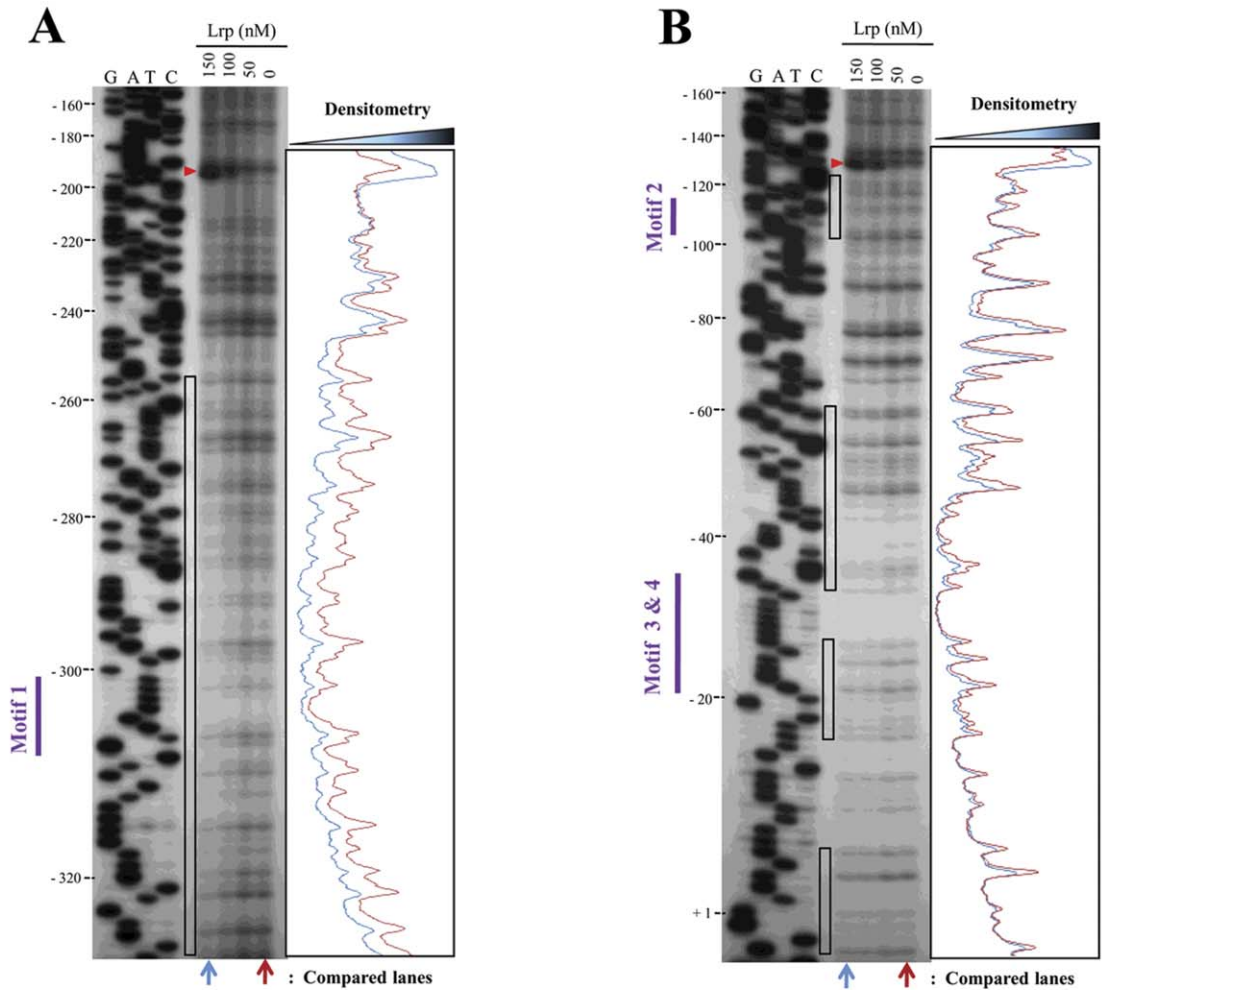 A
Lrp (nM)
150 100 50 0
G A T C
Densitometry
- 160
- 180
- 200
- 220
- 240
- 260
- 280
- 300
- 320
Motif 1
: Compared lanes
B
Lrp (nM)
150 100 50 0
G A T C
Densitometry
- 160
- 140
- 120
- 100
- 80
- 60
- 40
- 20
+ 1
Motif 2
Motif 3 & 4
: Compared lanes